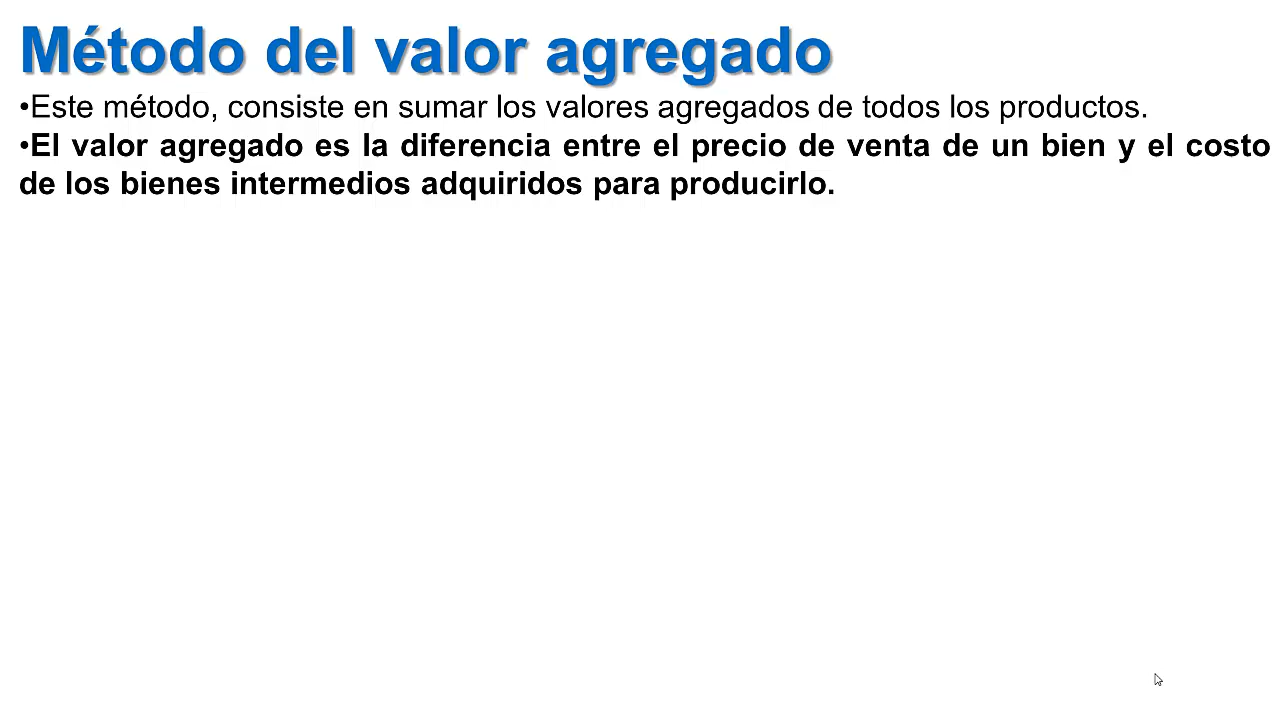 Método del valor agregado
•Este método, consiste en sumar los valores agregados de todos los productos.
•El valor agregado es la diferencia entre el precio de venta de un bien y el costo
de los bienes intermedios adquiridos para producirlo.